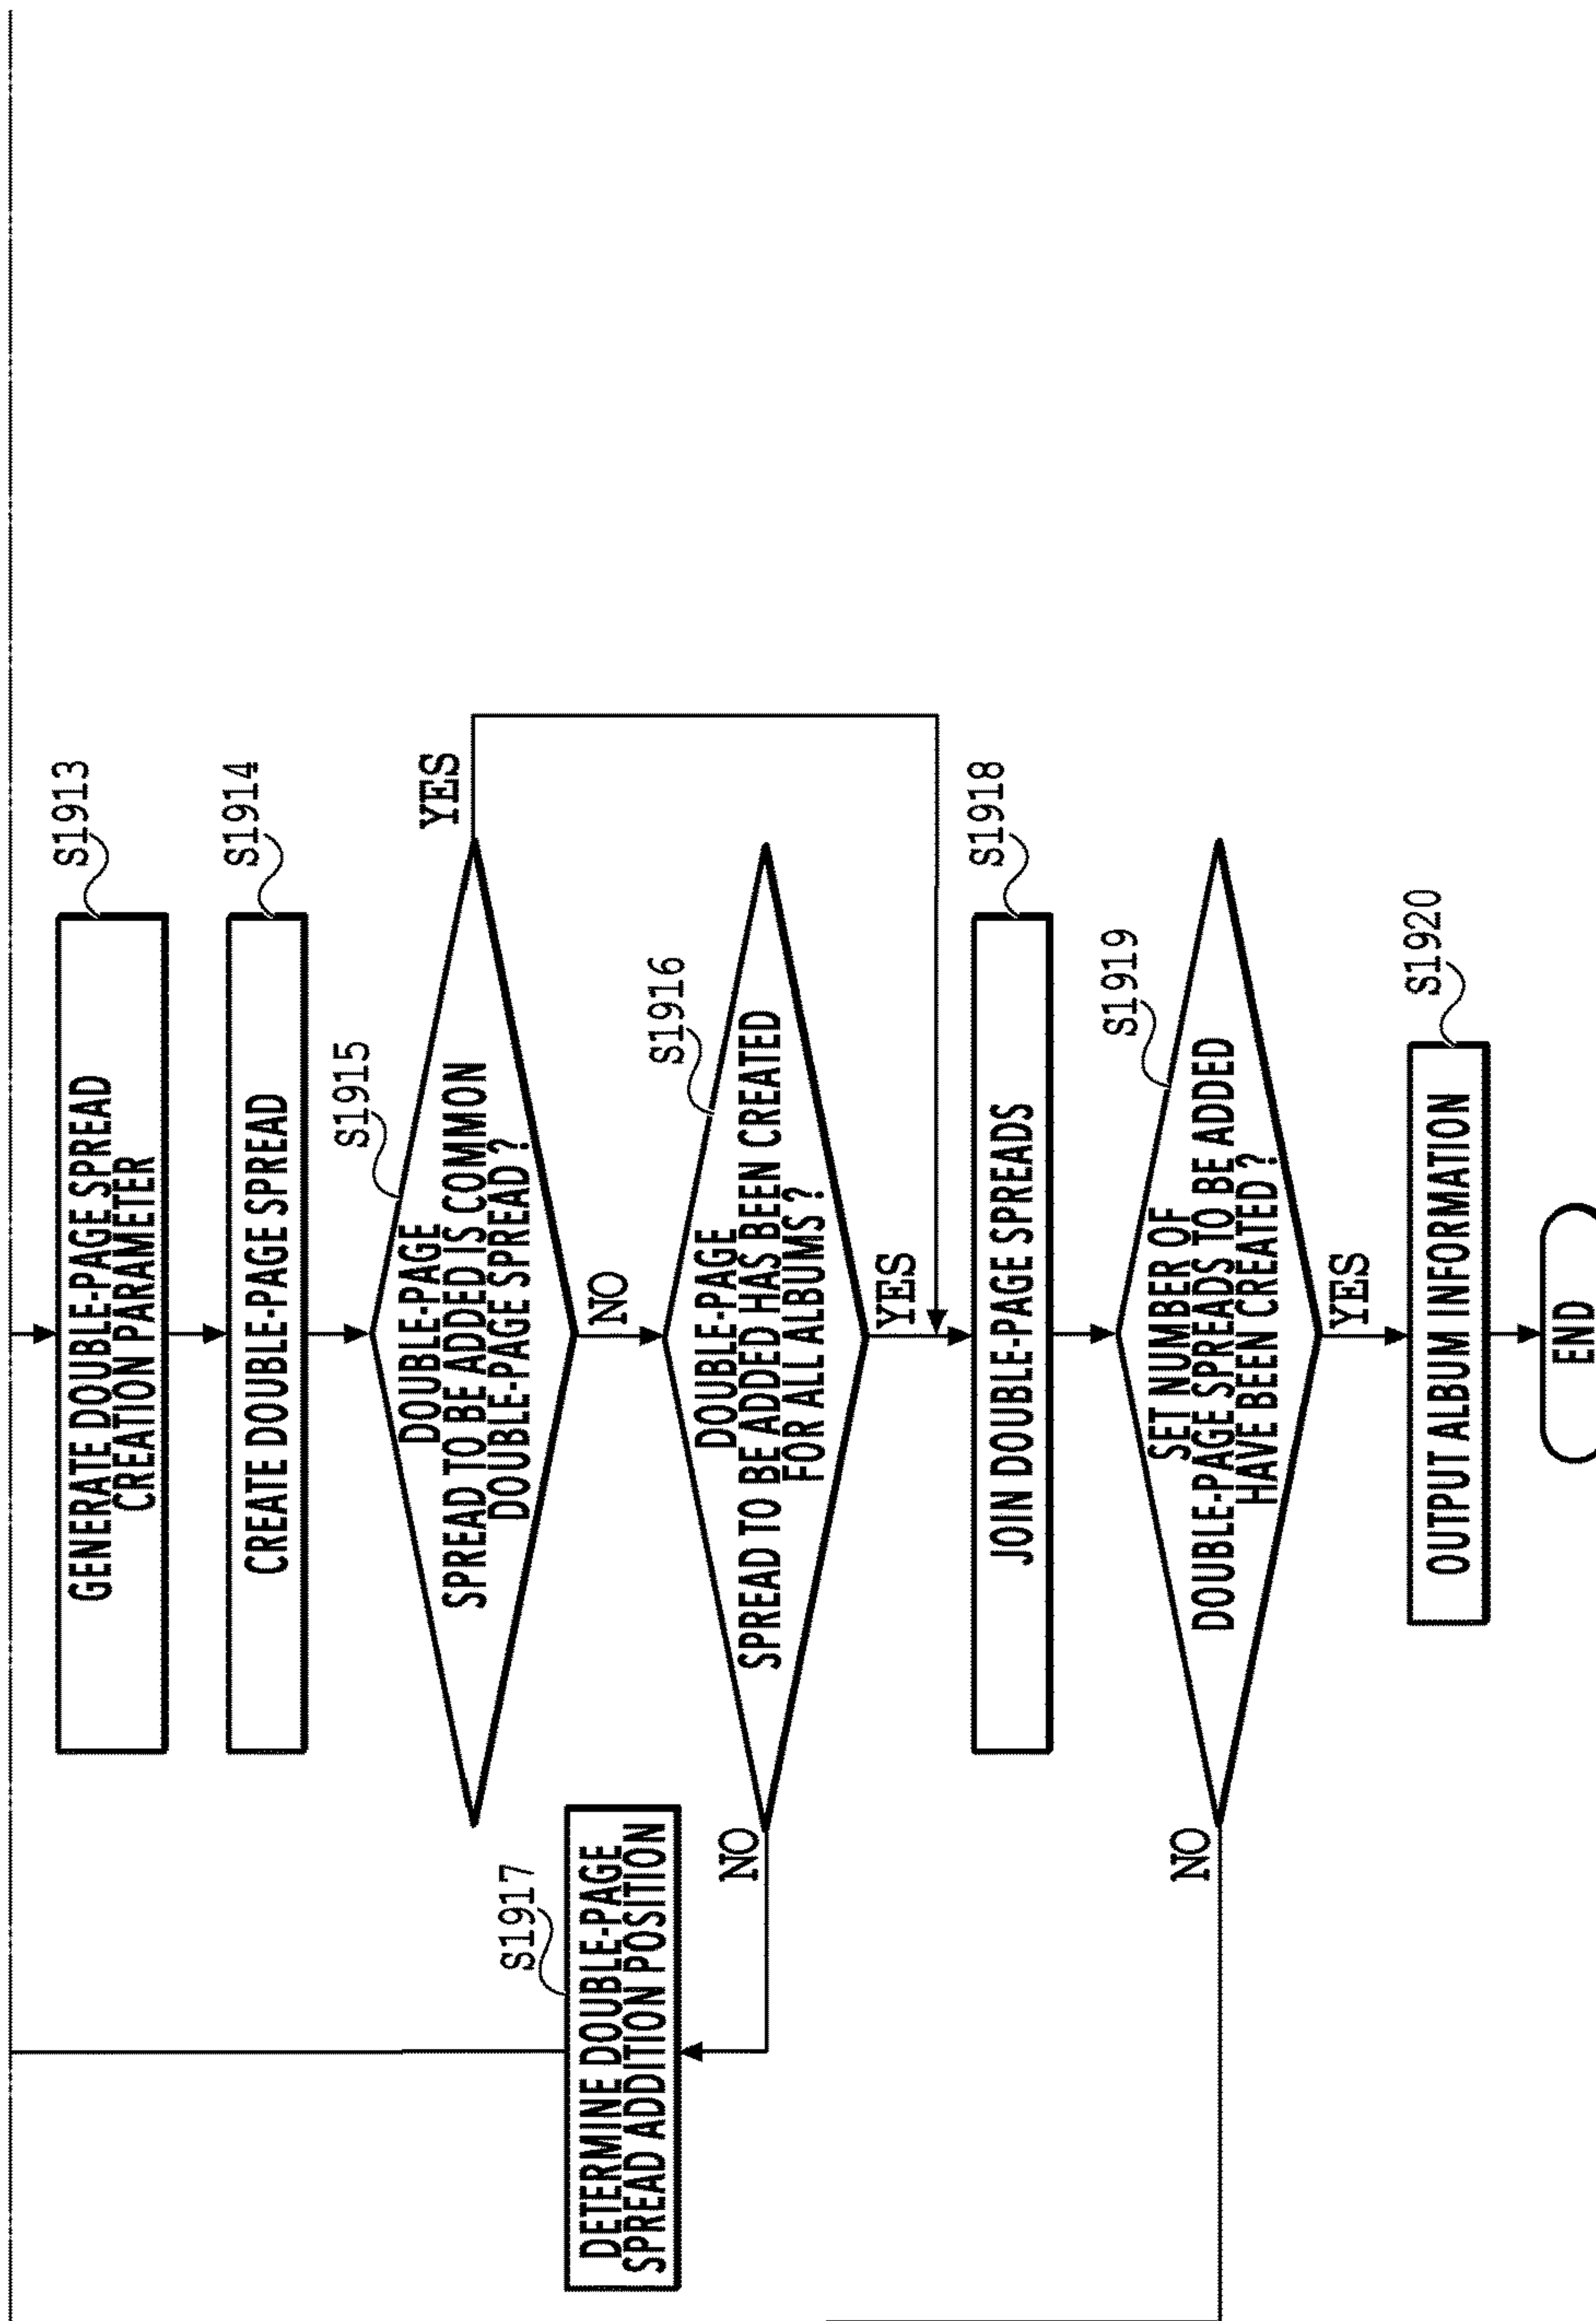 S1913
GENERATE DOUBLE-PAGE SPREAD
CREATION PARAMETER
S1914
CREATE DOUBLE-PAGE SPREAD
S1915
DOUBLE-PAGE
SPREAD TO BE ADDED IS COMMON
DOUBLE-PAGE SPREAD?
YES
NO
S1917
DETERMINE DOUBLE-PAGE
SPREAD ADDITION POSITION
S1916
DOUBLE-PAGE
SPREAD TO BE ADDED HAS BEEN CREATED
FOR ALL ALBUMS?
NO
YES
S1918
JOIN DOUBLE-PAGE SPREADS
S1919
SET NUMBER OF
DOUBLE-PAGE SPREADS TO BE ADDED
HAVE BEEN CREATED?
NO
YES
S1920
OUTPUT ALBUM INFORMATION
END